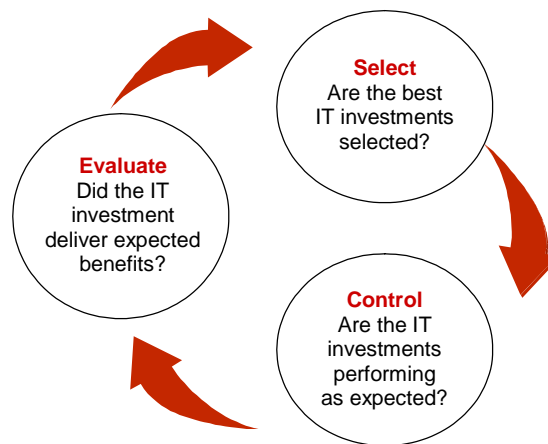 Select
Are the best
IT investments
selected?
Evaluate
Did the IT
investment
deliver expected
benefits?
Control
Are the IT
investments
performing
as expected?